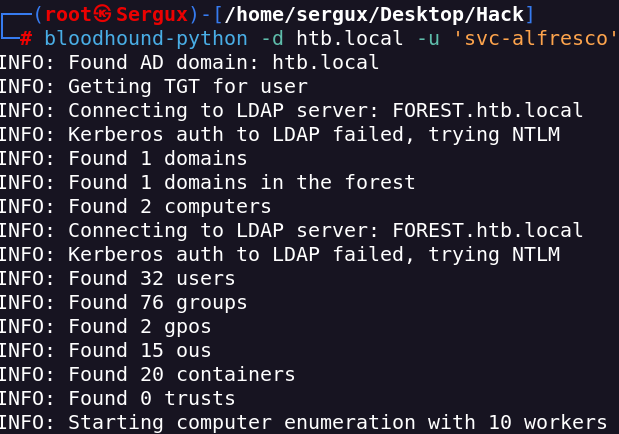 ┌──(root㉿Sergux)-[/home/sergux/Desktop/Hack]
└─# bloodhound-python -d htb.local -u 'svc-alfresco'
INFO: Found AD domain: htb.local
INFO: Getting TGT for user
INFO: Connecting to LDAP server: FOREST.htb.local
INFO: Kerberos auth to LDAP failed, trying NTLM
INFO: Found 1 domains
INFO: Found 1 domains in the forest
INFO: Found 2 computers
INFO: Connecting to LDAP server: FOREST.htb.local
INFO: Kerberos auth to LDAP failed, trying NTLM
INFO: Found 32 users
INFO: Found 76 groups
INFO: Found 2 gpos
INFO: Found 15 ous
INFO: Found 20 containers
INFO: Found 0 trusts
INFO: Starting computer enumeration with 10 workers